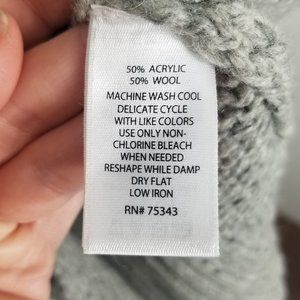 50% ACRYLIC
50% WOOL
MACHINE WASH COOL
DELICATE CYCLE
WITH LIKE COLORS
USE ONLY NON-
CHLORINE BLEACH
WHEN NEEDED
RESHAPE WHILE DAMP
DRY FLAT
LOW IRON
RN# 75343